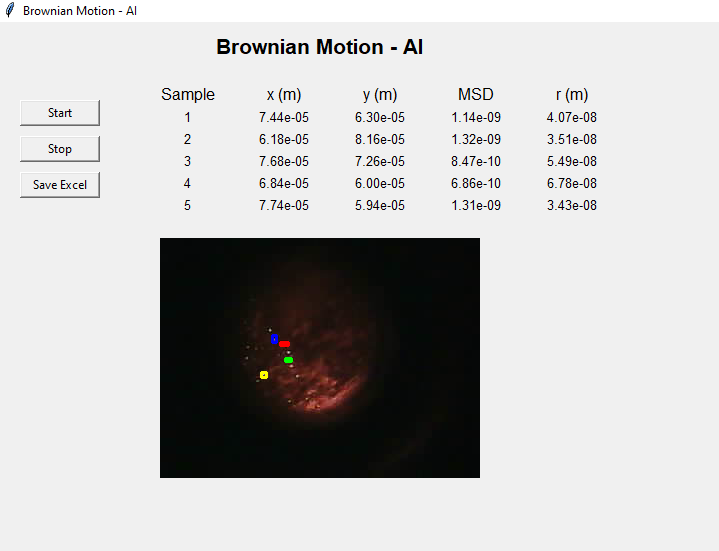 Brownian Motion - AI
Brownian Motion - AI
Start
Stop
Save Excel
Sample x (m) y (m) MSD r (m)
1 7.44e-05 6.30e-05 1.14e-09 4.07e-08
2 6.18e-05 8.16e-05 1.32e-09 3.51e-08
3 7.68e-05 7.26e-05 8.47e-10 5.49e-08
4 6.84e-05 6.00e-05 6.86e-10 6.78e-08
5 7.74e-05 5.94e-05 1.31e-09 3.43e-08